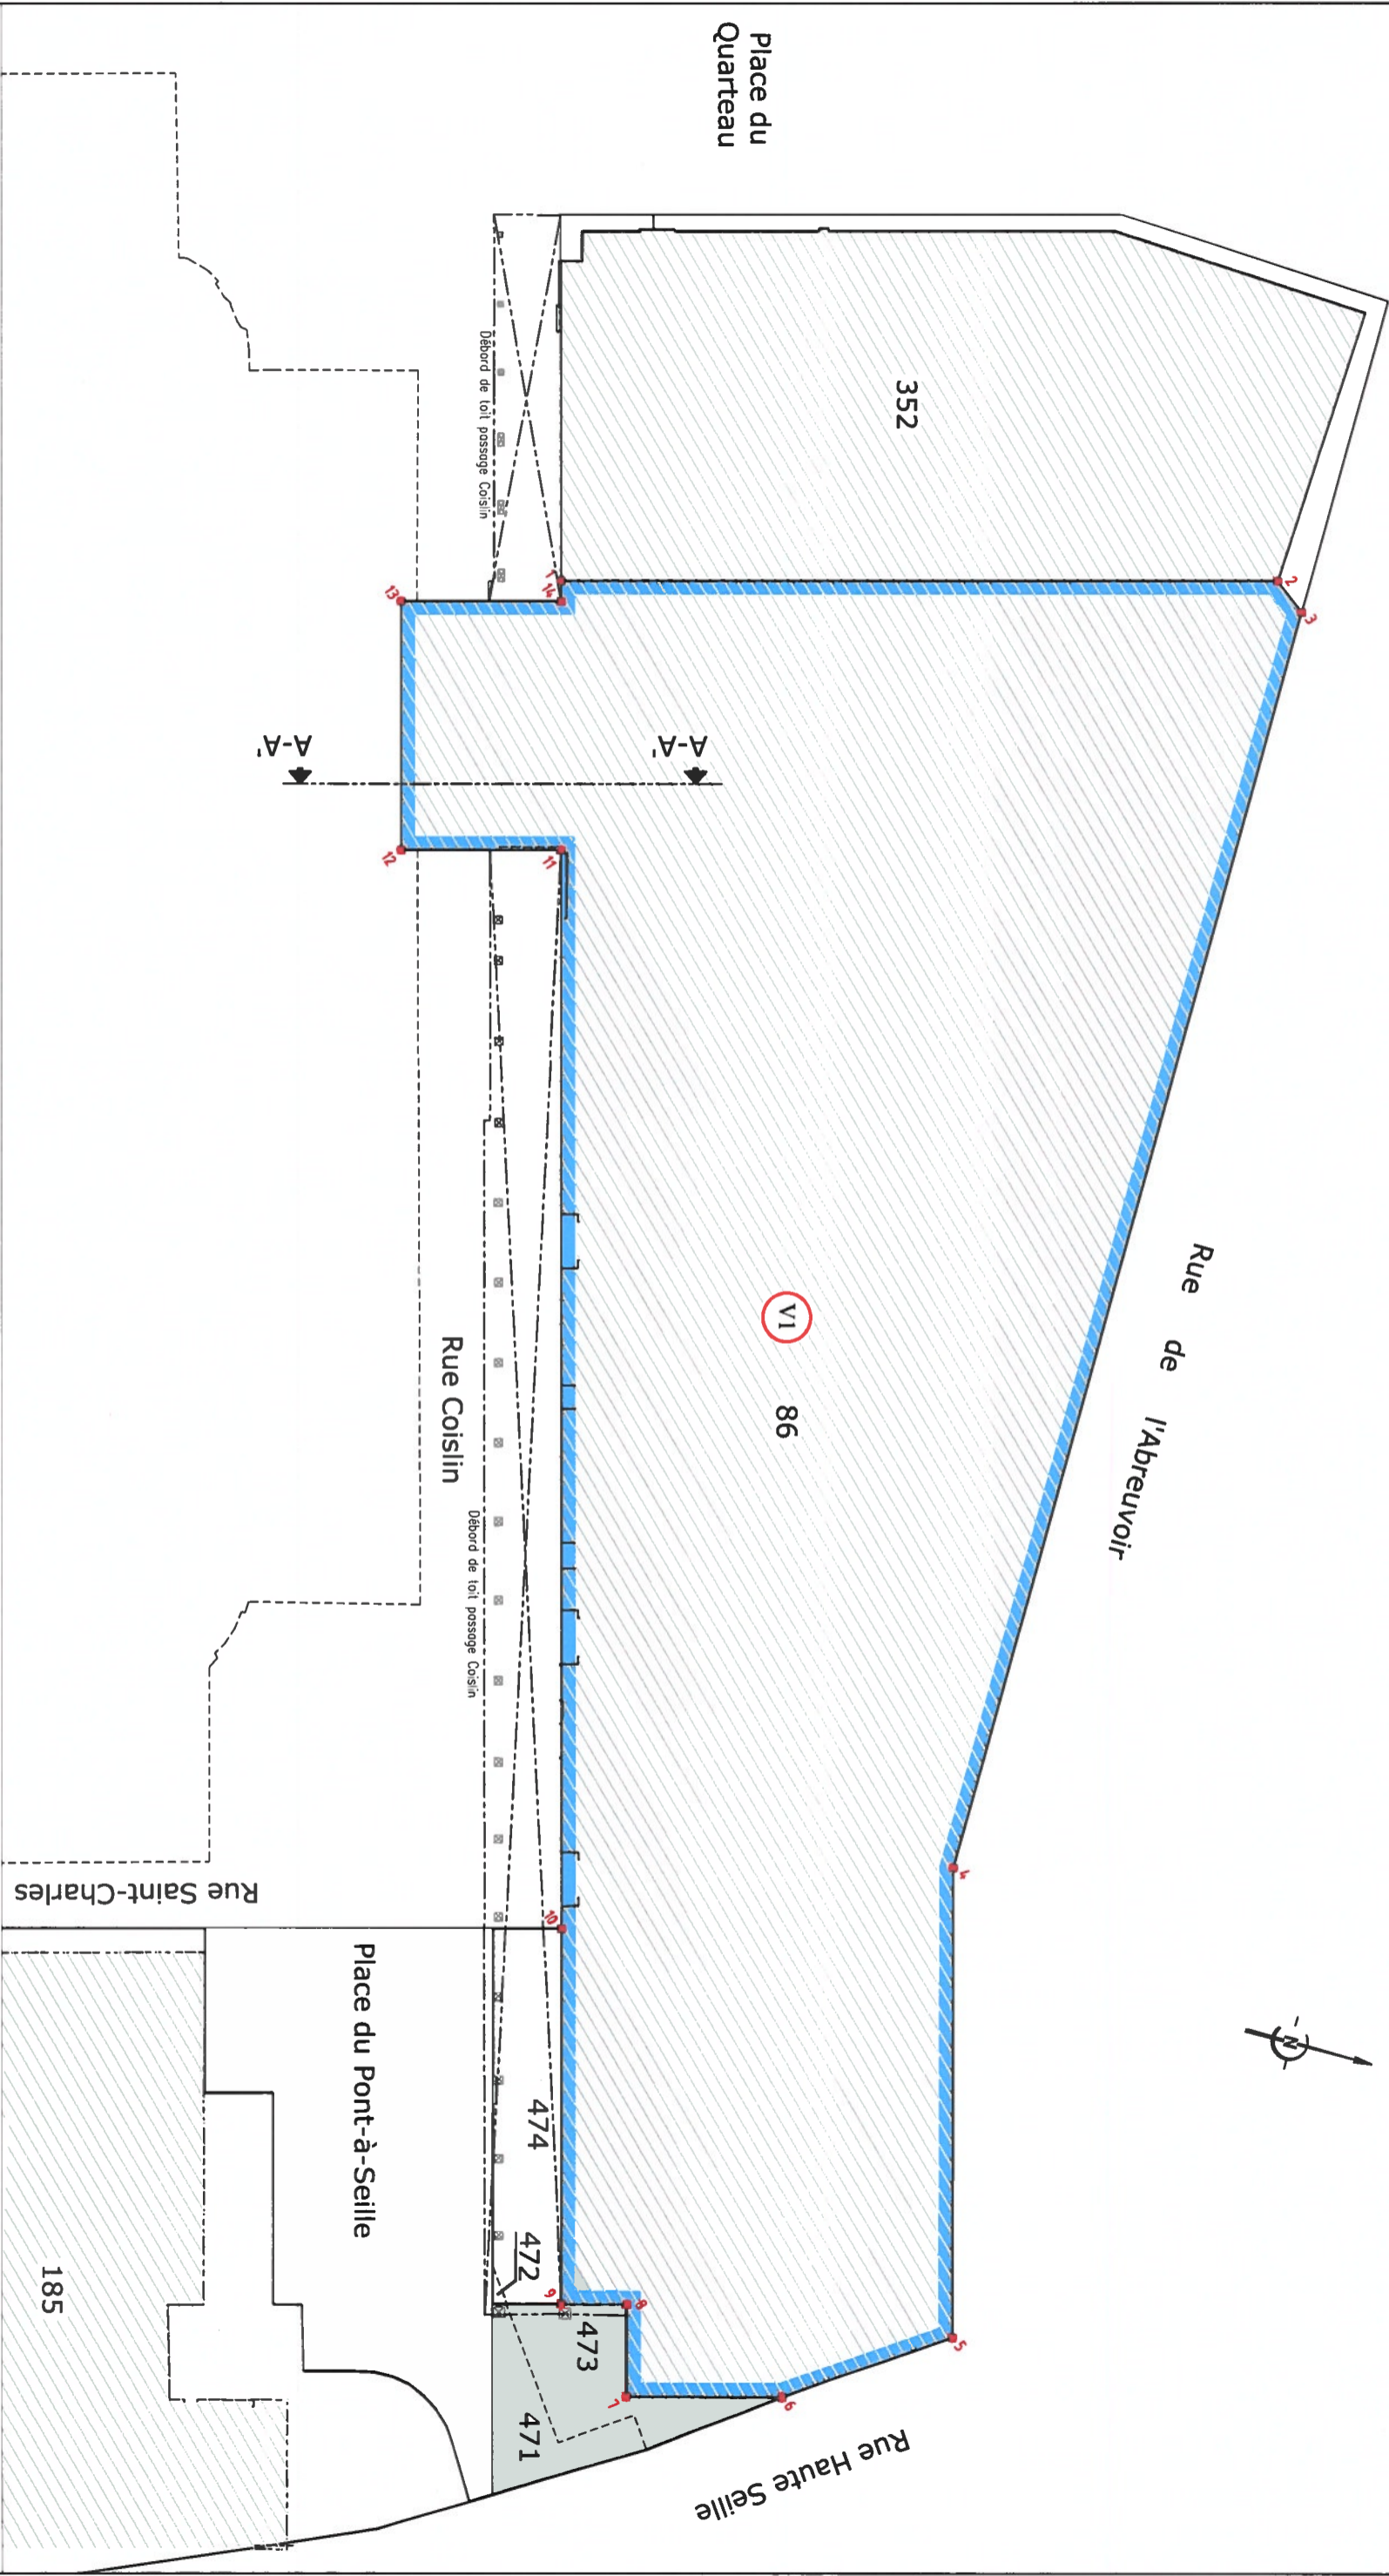 Place du
Quarteau
352
Débord de toit passage Coislin
1
14
2
3
13
A-A'
A-A'
12
11
Rue de l'Abreuvoir
V1
86
Rue Coislin
Débord de toit passage Coislin
4
Rue Saint-Charles
10
Place du Pont-à-Seille
N
474
472
9
8
473
5
7
6
471
185
Rue Haute Seille